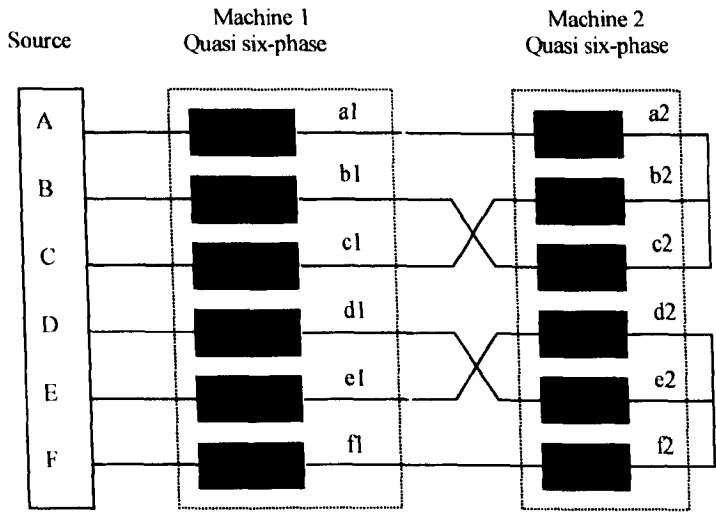 Source
Machine 1
Quasi six-phase
Machine 2
Quasi six-phase
A
a1
a2
B
b1
b2
C
c1
c2
D
d1
d2
E
e1
e2
F
f1
f2